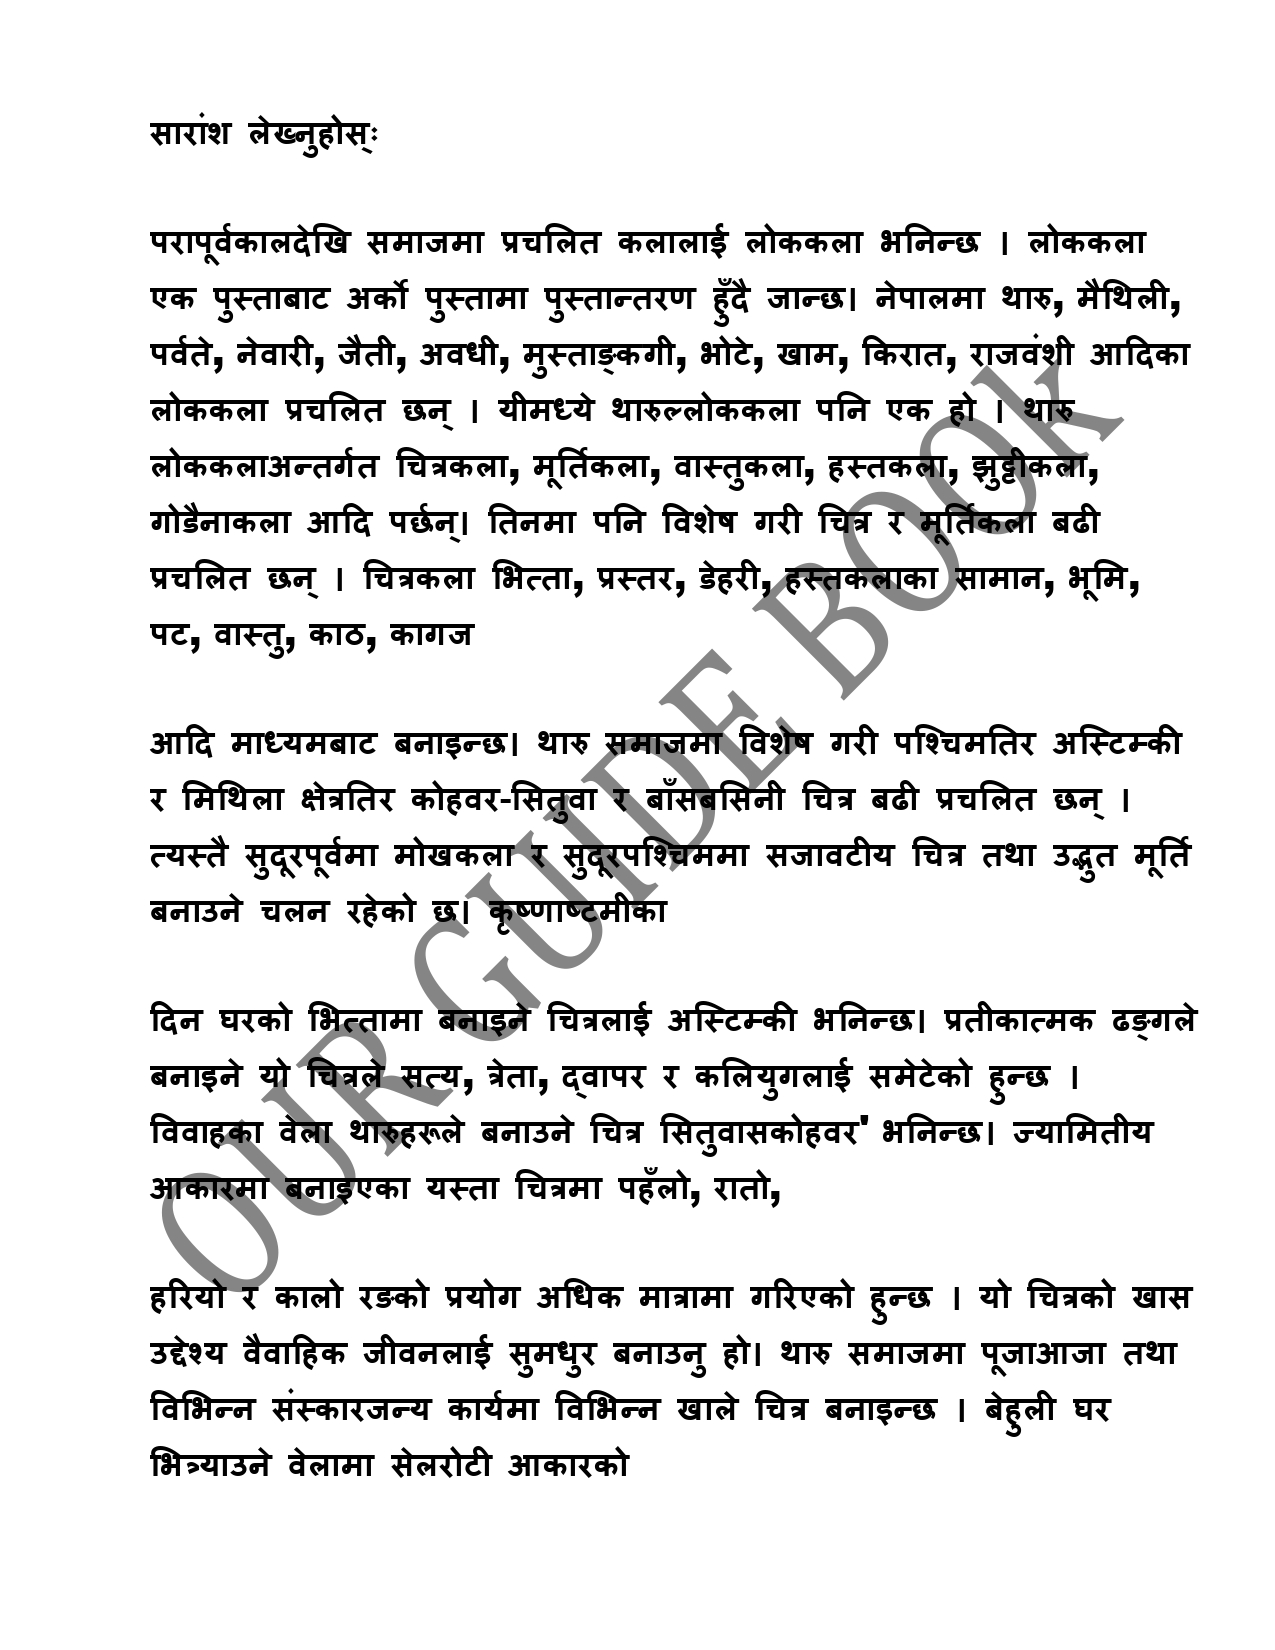 सारांश लेख्नुहोस्ः
परापूर्वकालदेखि समाजमा प्रचलित कलालाई लोककला भनिन्छ । लोककला
एक पुस्ताबाट अर्को पुस्तामा पुस्तान्तरण हुँदै जान्छ। नेपालमा थारु, मैथिली,
पर्वते, नेवारी, जैती, अवधी, मुस्ताङ्कगी, भोटे, खाम, किरात, राजवंशी आदिका
लोककला प्रचलित छन् । यीमध्ये थारुल्लोककला पनि एक हो । थारु
लोककलाअन्तर्गत चित्रकला, मूर्तिकला, वास्तुकला, हस्तकला, झुट्टीकला,
गोडैनाकला आदि पर्छन्। तिनमा पनि विशेष गरी चित्र र मूर्तिकला बढी
प्रचलित छन् । चित्रकला भित्ता, प्रस्तर, डेहरी, हस्तकलाका सामान, भूमि,
पट, वास्तु, काठ, कागज
आदि माध्यमबाट बनाइन्छ। थारु समाजमा विशेष गरी पश्चिमतिर अस्टिम्की
र मिथिला क्षेत्रतिर कोहवर-सितुवा र बाँसबसिनी चित्र बढी प्रचलित छन् ।
त्यस्तै सुदूरपूर्वमा मोखकला र सुदूरपश्चिममा सजावटीय चित्र तथा उद्भुत मूर्ति
बनाउने चलन रहेको छ। कृष्णाष्टमीका
दिन घरको भित्तामा बनाइने चित्रलाई अस्टिम्की भनिन्छ। प्रतीकात्मक ढङ्गले
बनाइने यो चित्रले सत्य, त्रेता, द्वापर र कलियुगलाई समेटेको हुन्छ ।
विवाहका वेला थारुहरूले बनाउने चित्र सितुवासकोहवर' भनिन्छ। ज्यामितीय
आकारमा बनाइएका यस्ता चित्रमा पहँलो, रातो,
हरियो र कालो रङको प्रयोग अधिक मात्रामा गरिएको हुन्छ । यो चित्रको खास
उद्देश्य वैवाहिक जीवनलाई सुमधुर बनाउनु हो। थारु समाजमा पूजाआजा तथा
विभिन्न संस्कारजन्य कार्यमा विभिन्न खाले चित्र बनाइन्छ । बेहुली घर
भित्र्याउने वेलामा सेलरोटी आकारको
OUR GUIDE BOOK